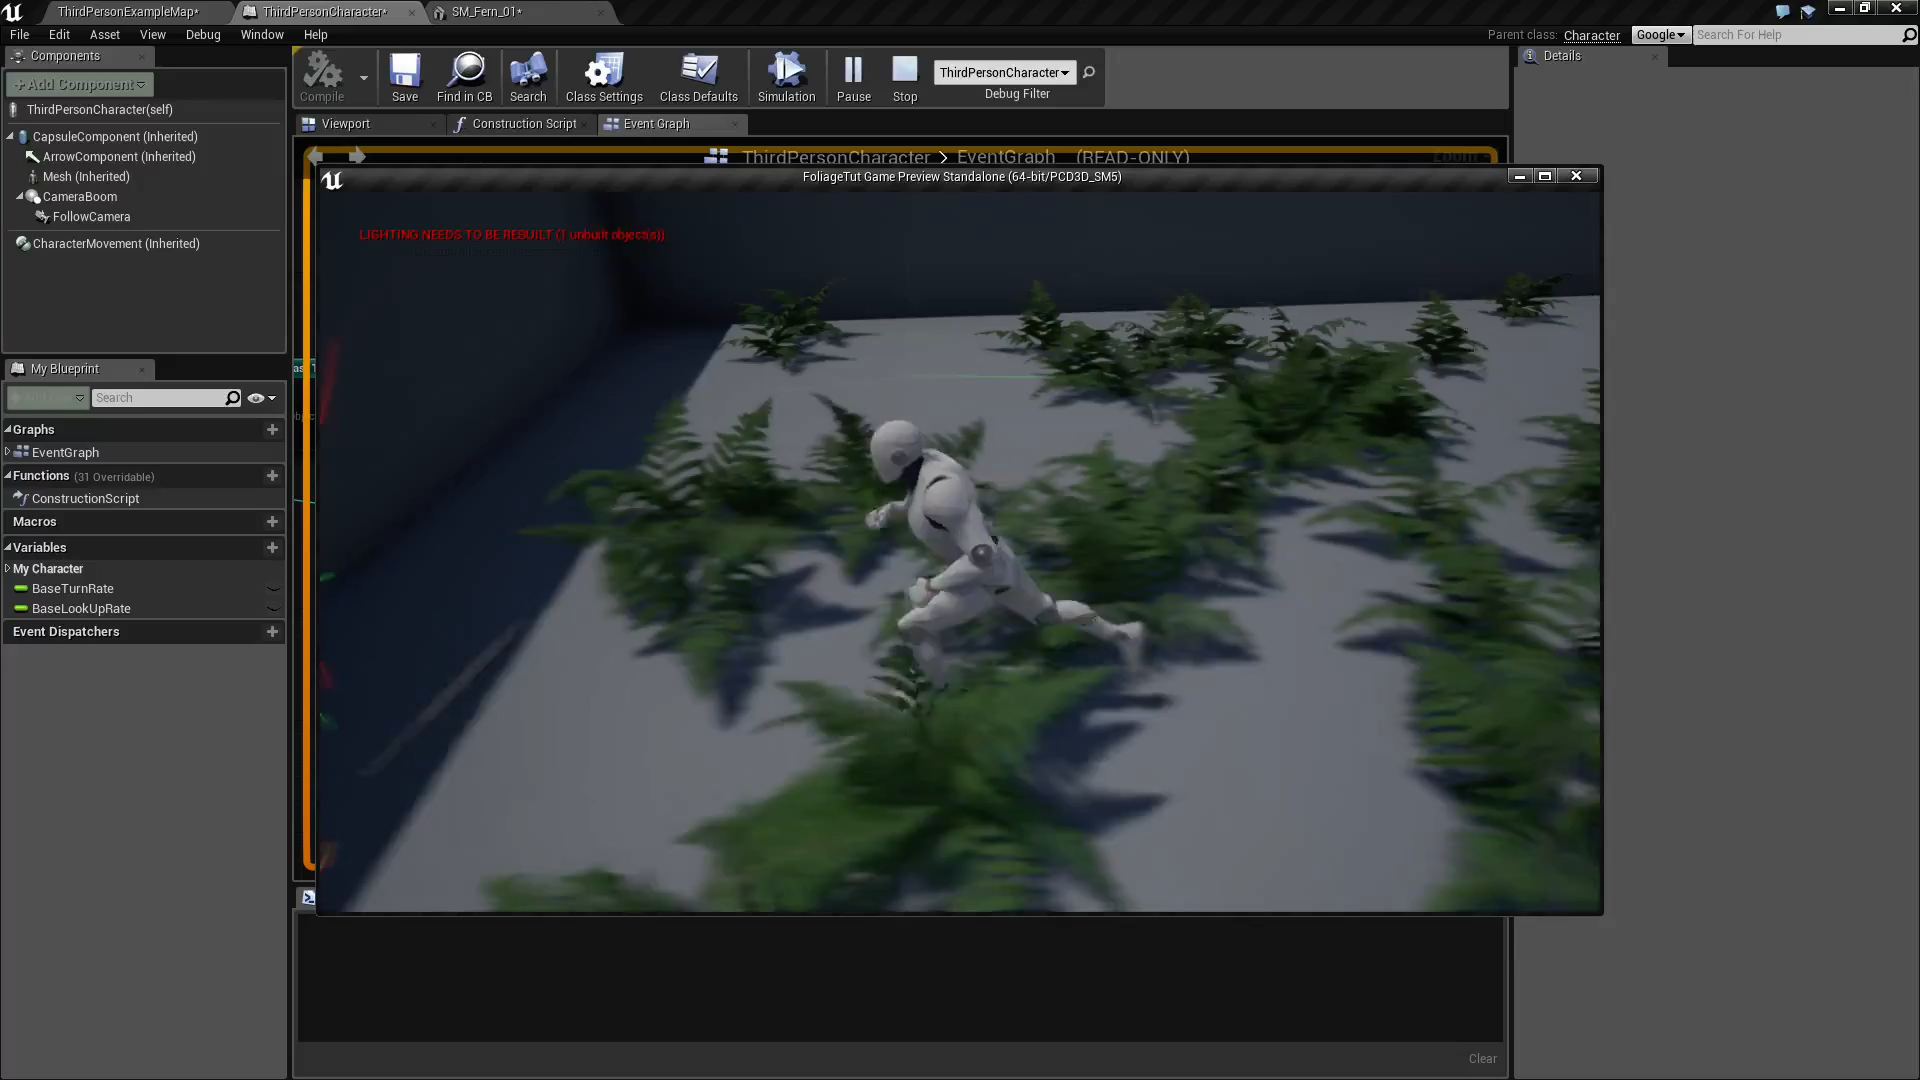 ThirdPersonExampleMap*
ThirdPersonCharacter*
SM_Fern_01*
File Edit Asset View Debug Window Help
Parent class: Character
Google
Search For Help
Components
+Add Component
ThirdPersonCharacter(self)
CapsuleComponent (Inherited)
ArrowComponent (Inherited)
Mesh (Inherited)
CameraBoom
FollowCamera
CharacterMovement (Inherited)
Compile
Save
Find in CB
Search
Class Settings
Class Defaults
Simulation
Pause
Stop
ThirdPersonCharacter
Debug Filter
Details
Viewport
Construction Script
Event Graph
ThirdPersonCharacter > EventGraph (READ-ONLY)
FoliageTut Game Preview Standalone (64-bit/PCD3D_SM5)
LIGHTING NEEDS TO BE REBUILT (1 unbuilt object(s))
My Blueprint
Search
Graphs
EventGraph
Functions (31 Overridable)
ConstructionScript
Macros
Variables
My Character
BaseTurnRate
BaseLookUpRate
Event Dispatchers
Clear